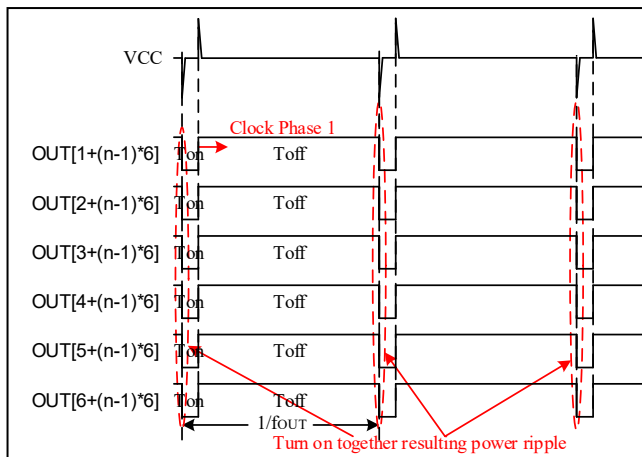 VCC
Clock Phase 1
OUT[1+(n-1)*6] Ton Toff
OUT[2+(n-1)*6] Ton Toff
OUT[3+(n-1)*6] Ton Toff
OUT[4+(n-1)*6] Ton Toff
OUT[5+(n-1)*6] Ton Toff
OUT[6+(n-1)*6] Ton Toff
1/fOUT
Turn on together resulting power ripple